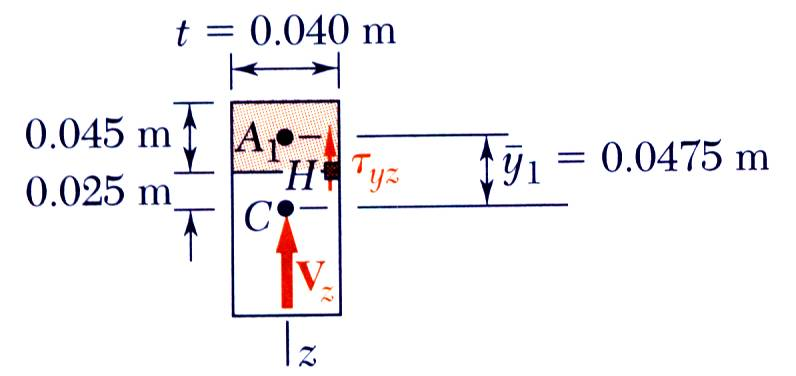 t = 0.040 m
0.045 m
A₁
H
τyz
ȳ₁ = 0.0475 m
0.025 m
C
Vz
z